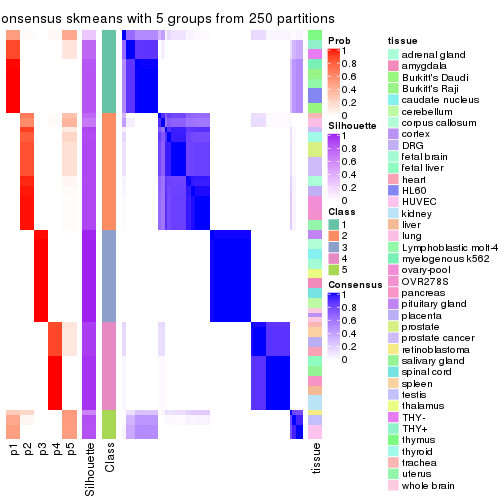 onsensus skmeans with 5 groups from 250 partitions
Prob
1
0.8
0.6
0.4
0.2
0
Silhouette
1
0.8
0.6
0.4
0.2
0
Class
1
2
3
4
5
Consensus
1
0.8
0.6
0.4
0.2
0
tissue
adrenal gland
amygdala
Burkitt's Daudi
Burkitt's Raji
caudate nucleus
cerebellum
corpus callosum
cortex
DRG
fetal brain
fetal liver
heart
HL60
HUVEC
kidney
liver
lung
Lymphoblastic molt-4
myelogenous k562
ovary-pool
OVR278S
pancreas
pituitary gland
placenta
prostate
prostate cancer
retinoblastoma
salivary gland
spinal cord
spleen
testis
thalamus
THY-
THY+
thymus
thyroid
trachea
uterus
whole brain
p1
p2
p3
p4
p5
Silhouette
Class
tissue